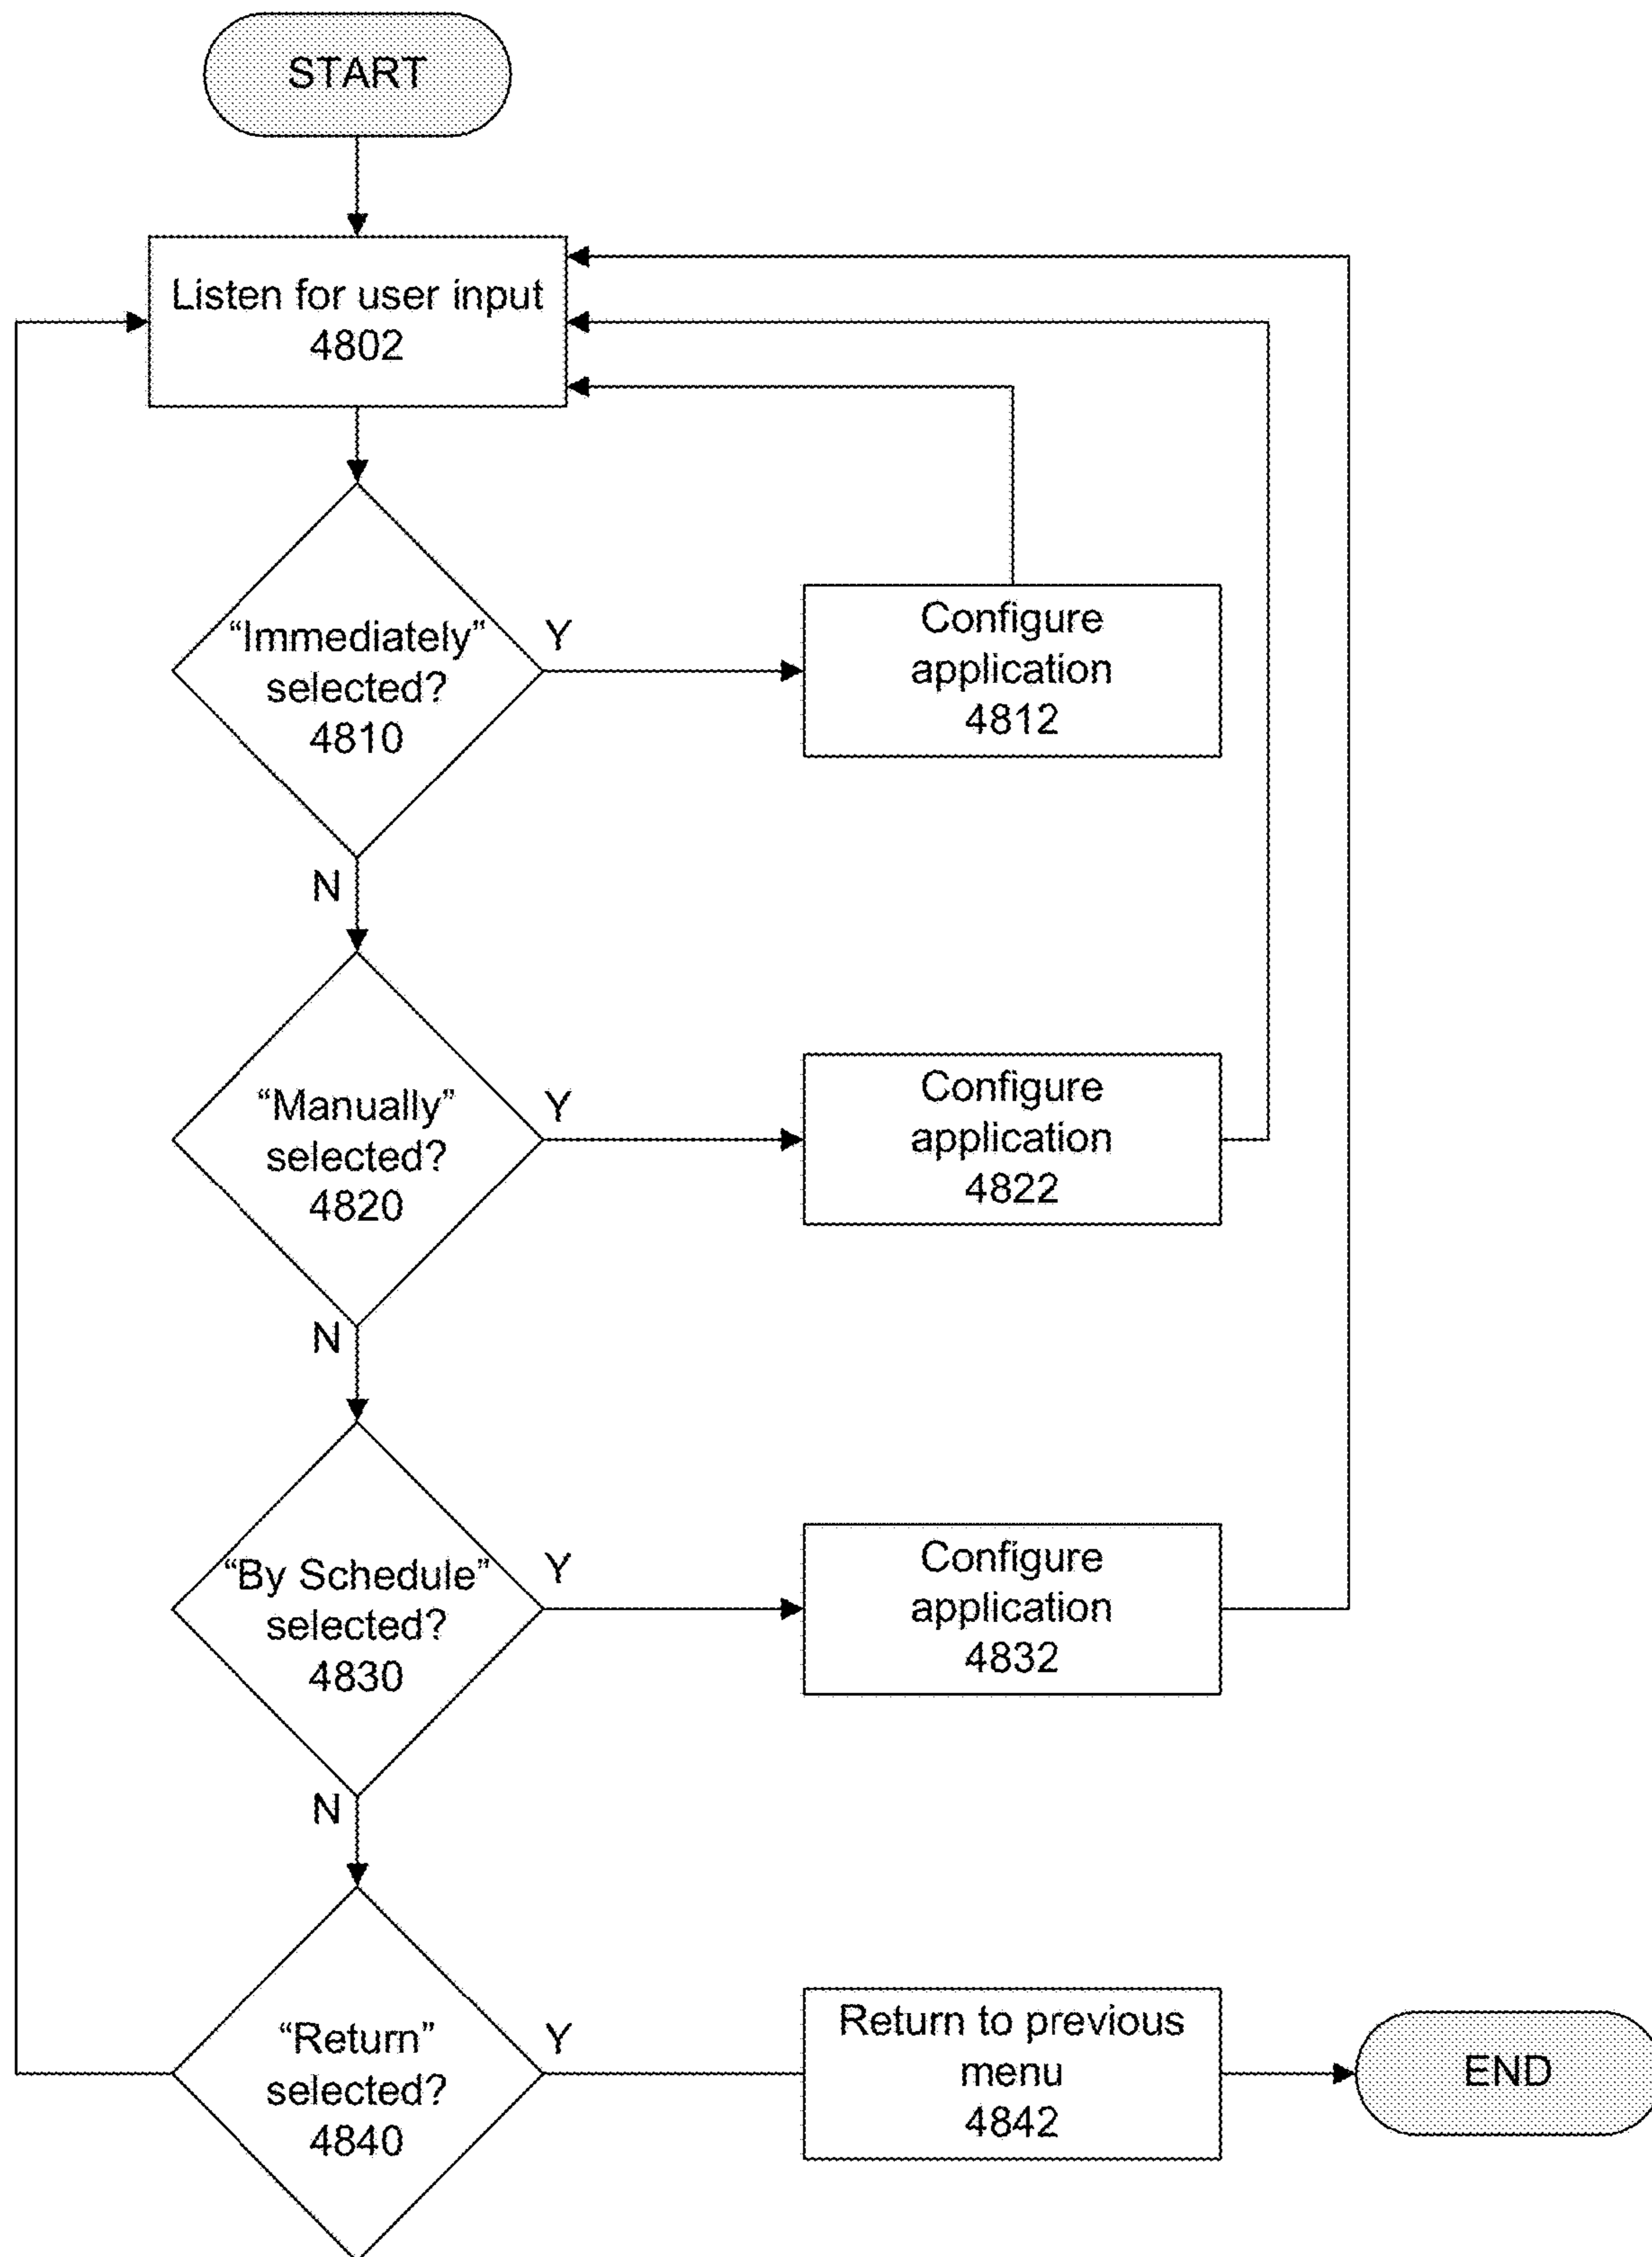 START
Listen for user input
4802
“Immediately”
selected?
4810
Y
Configure
application
4812
N
“Manually”
selected?
4820
Y
Configure
application
4822
N
“By Schedule”
selected?
4830
Y
Configure
application
4832
N
“Return”
selected?
4840
Y
Return to previous
menu
4842
END